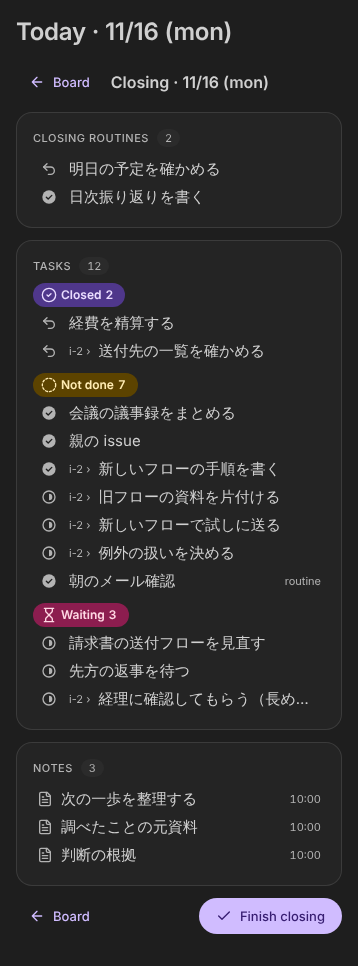 Today · 11/16 (mon)
Board
Closing · 11/16 (mon)
CLOSING ROUTINES 2
明日の予定を確かめる
日次振り返りを書く
TASKS 12
Closed 2
経費を精算する
i-2 › 送付先の一覧を確かめる
Not done 7
会議の議事録をまとめる
親の issue
i-2 › 新しいフローの手順を書く
i-2 › 旧フローの資料を片付ける
i-2 › 新しいフローで試しに送る
i-2 › 例外の扱いを決める
朝のメール確認 routine
Waiting 3
請求書の送付フローを見直す
先方の返事を待つ
i-2 › 経理に確認してもらう（長め…
NOTES 3
次の一歩を整理する 10:00
調べたことの元資料 10:00
判断の根拠 10:00
Board
Finish closing